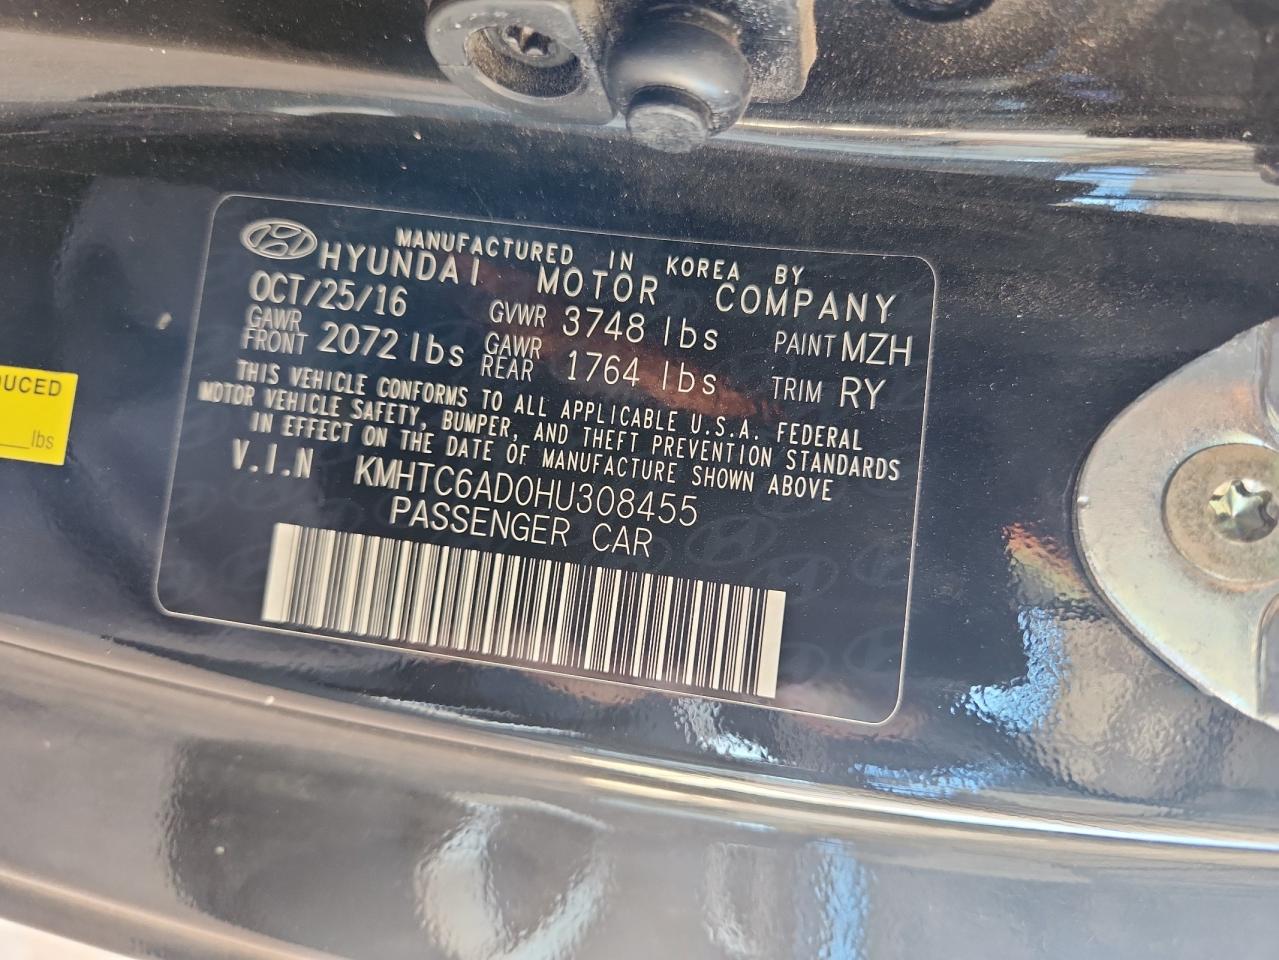 MANUFACTURED IN KOREA BY
HYUNDAI MOTOR COMPANY
OCT/25/16 GVWR 3748 lbs PAINT MZH
GAWR FRONT 2072 lbs GAWR REAR 1764 lbs TRIM RY
THIS VEHICLE CONFORMS TO ALL APPLICABLE U.S.A. FEDERAL
MOTOR VEHICLE SAFETY, BUMPER, AND THEFT PREVENTION STANDARDS
IN EFFECT ON THE DATE OF MANUFACTURE SHOWN ABOVE
V.I.N KMHTC6AD0HU308455
PASSENGER CAR
DUCED
lbs